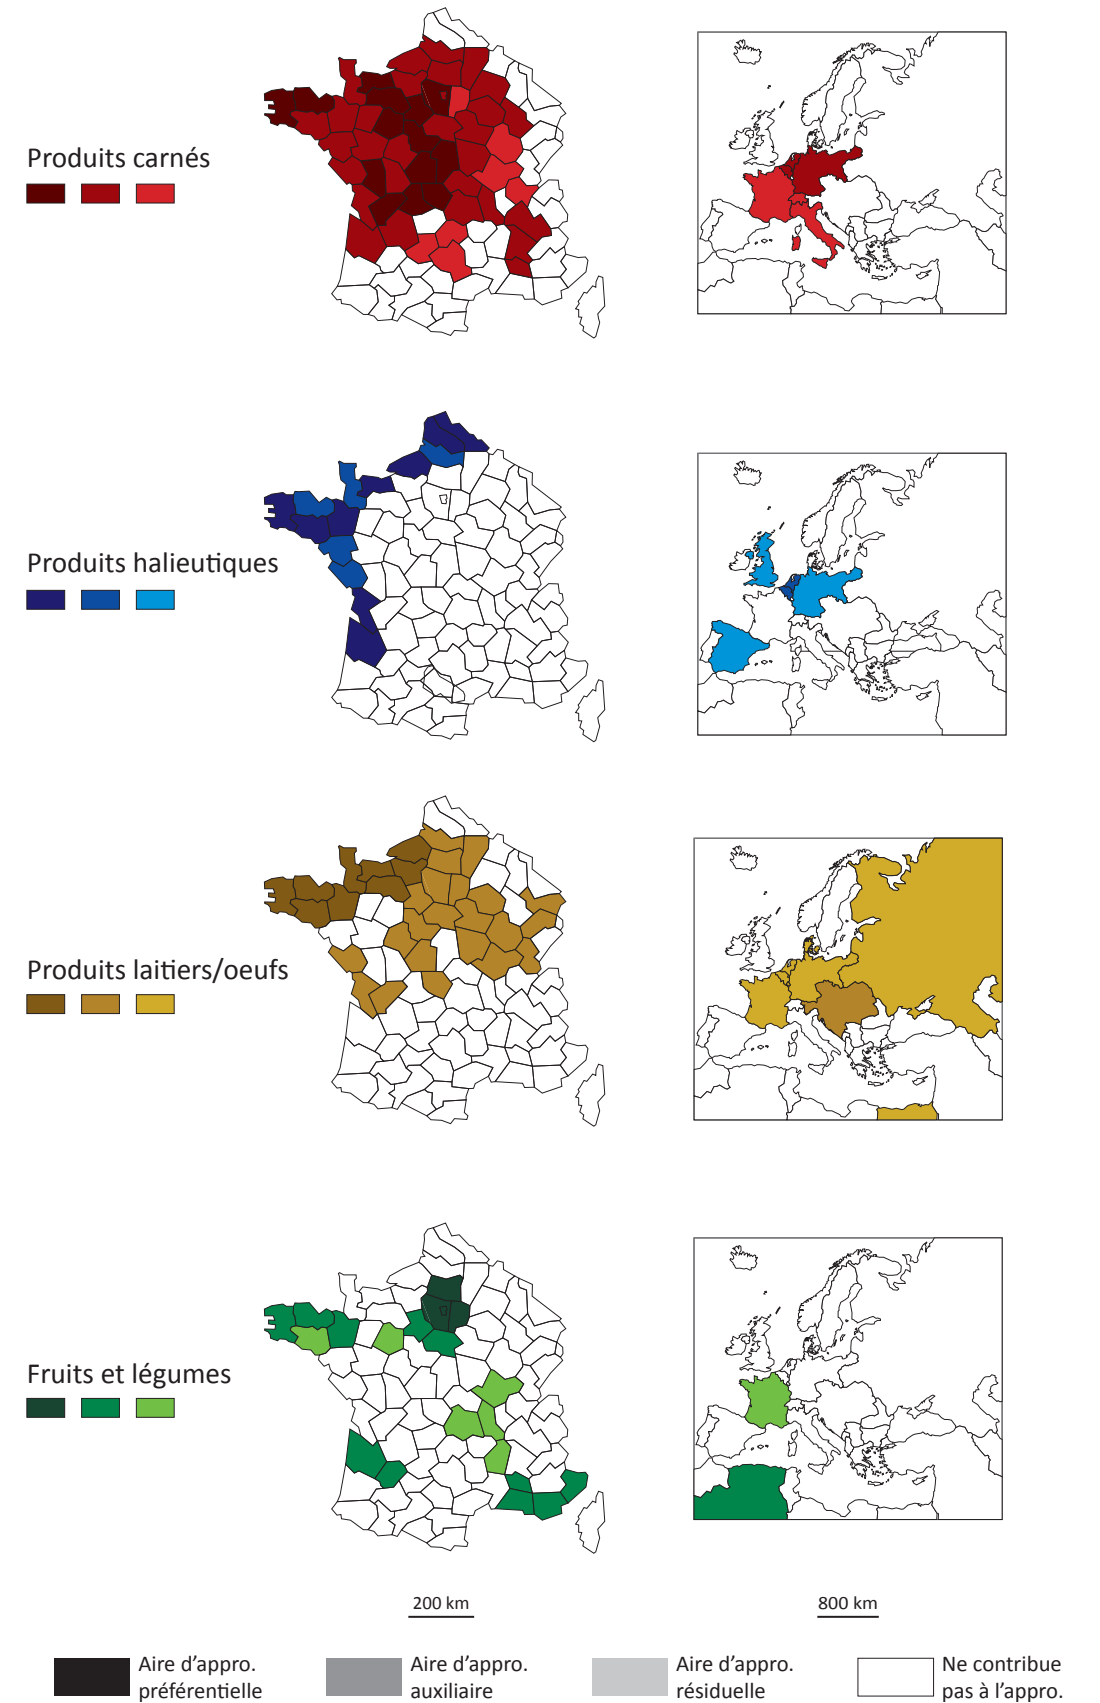 Produits carnés
Produits halieutiques
Produits laitiers/oeufs
Fruits et légumes
200 km
800 km
Aire d'appro.
préférentielle
Aire d'appro.
auxiliaire
Aire d'appro.
résiduelle
Ne contribue
pas à l'appro.